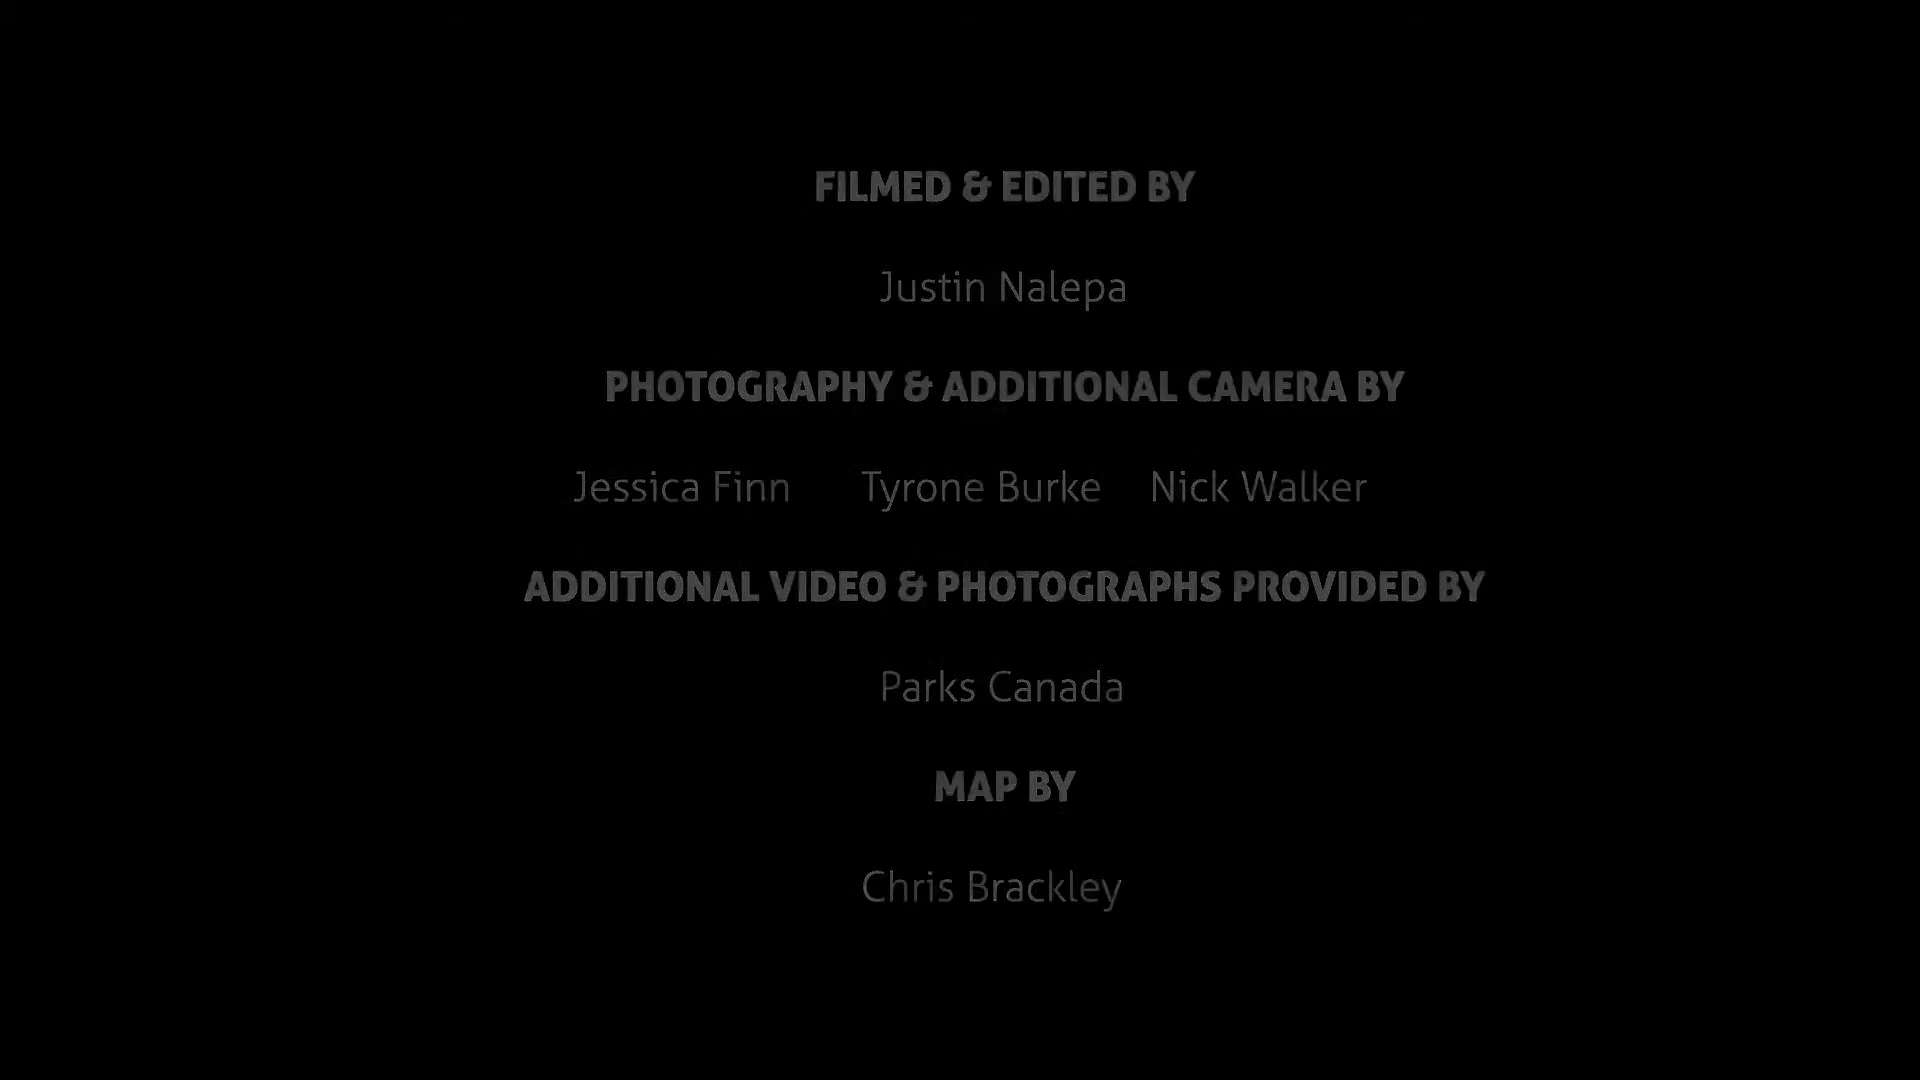 FILMED & EDITED BY
Justin Nalepa
PHOTOGRAPHY & ADDITIONAL CAMERA BY
Jessica Finn Tyrone Burke Nick Walker
ADDITIONAL VIDEO & PHOTOGRAPHS PROVIDED BY
Parks Canada
MAP BY
Chris Brackley